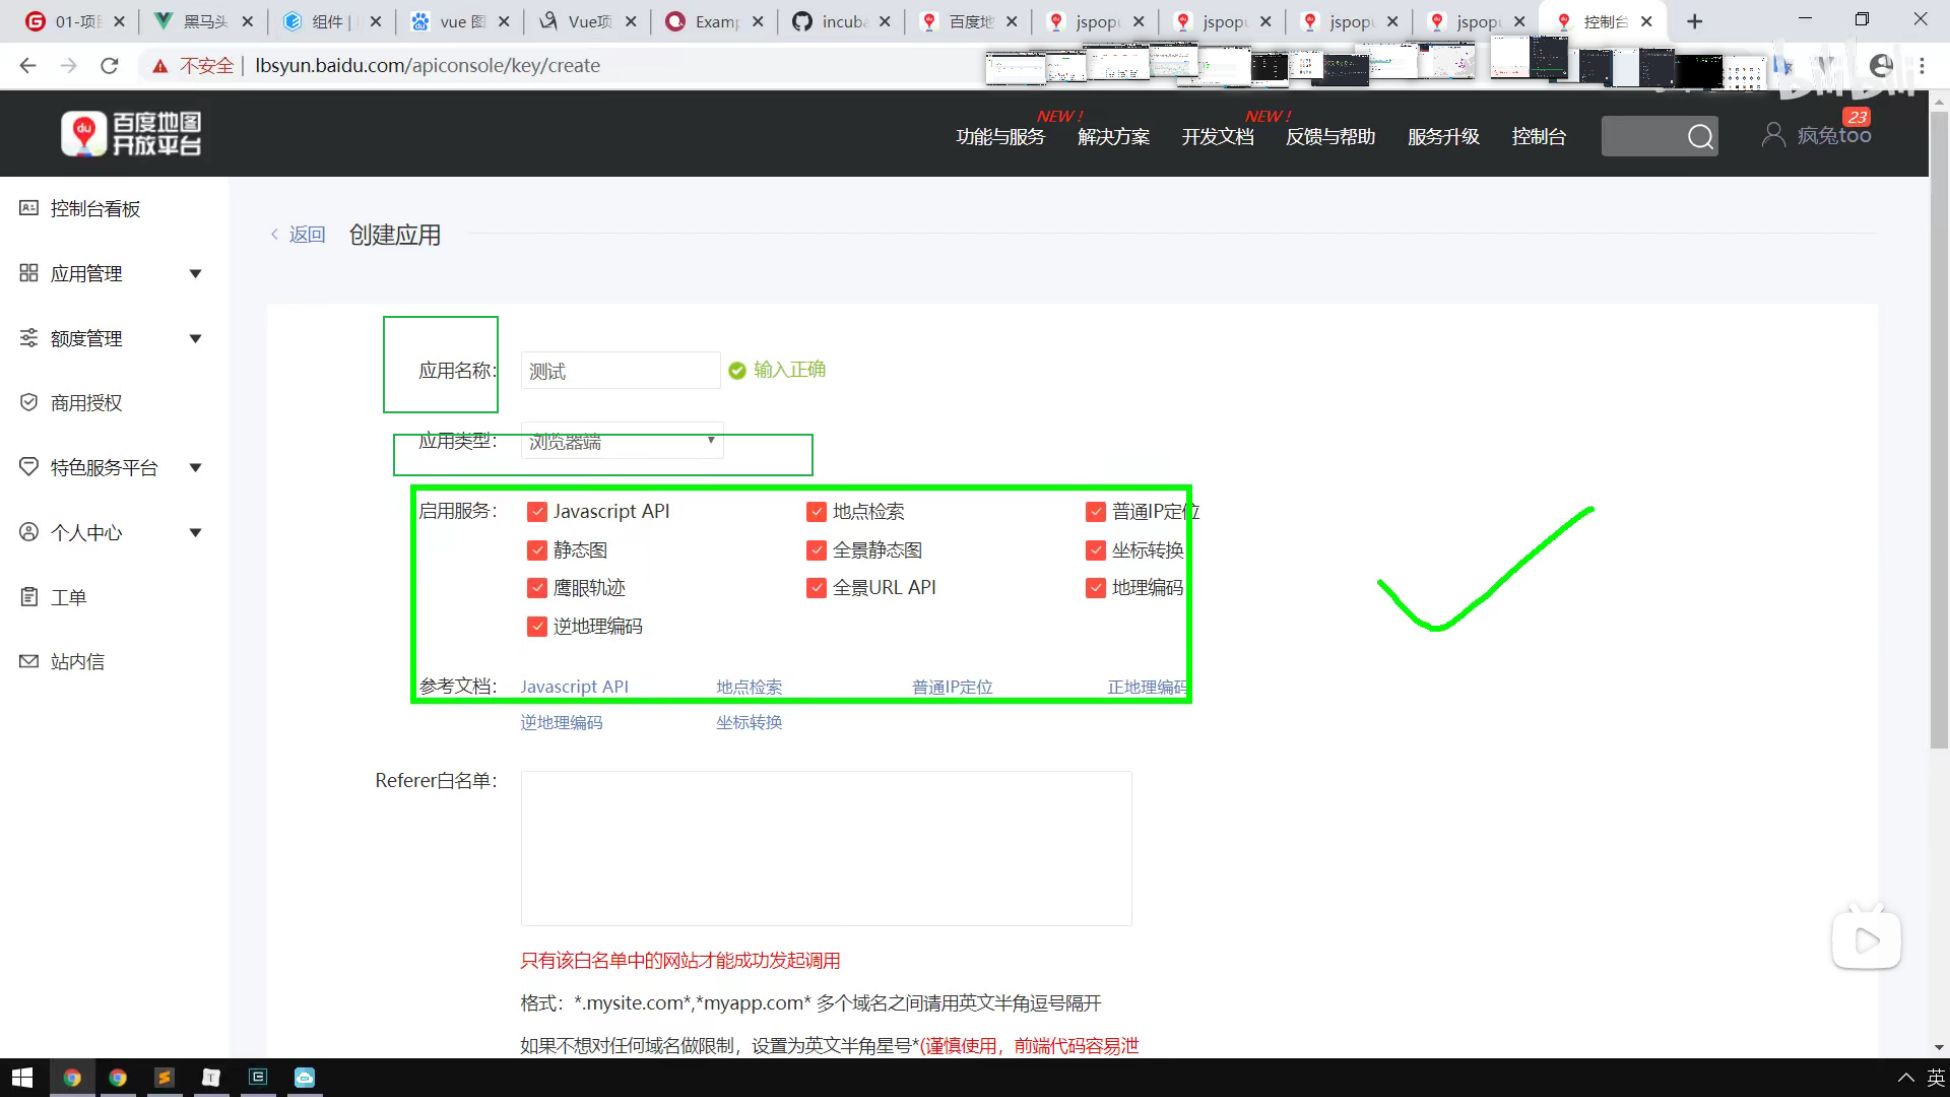 01-项目
黑马头
组件 |
vue 图
Vue项
Examp
incuba
百度地
jspopu
jspopu
jspopu
jspopu
控制台
不安全 | lbsyun.baidu.com/apiconsole/key/create
bilibili
百度地图
开放平台
du
NEW !
NEW !
功能与服务 解决方案 开发文档 反馈与帮助 服务升级 控制台
23
疯兔too
控制台看板
应用管理
额度管理
商用授权
特色服务平台
个人中心
工单
站内信
返回 创建应用
应用名称: 测试 输入正确
应用类型: 浏览器端
启用服务: Javascript API 地点检索 普通IP定位
静态图 全景静态图 坐标转换
鹰眼轨迹 全景URL API 地理编码
逆地理编码
参考文档: Javascript API 地点检索 普通IP定位 正地理编码
逆地理编码 坐标转换
Referer白名单:
只有该白名单中的网站才能成功发起调用
格式：*.mysite.com*,*myapp.com* 多个域名之间请用英文半角逗号隔开
如果不想对任何域名做限制，设置为英文半角星号*(谨慎使用，前端代码容易泄
英